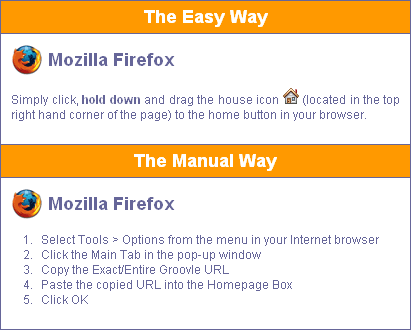 The Easy Way
Mozilla Firefox
Simply click, hold down and drag the house icon (located in the top
right hand corner of the page) to the home button in your browser.
The Manual Way
Mozilla Firefox
1. Select Tools > Options from the menu in your Internet browser
2. Click the Main Tab in the pop-up window
3. Copy the Exact/Entire Groovle URL
4. Paste the copied URL into the Homepage Box
5. Click OK